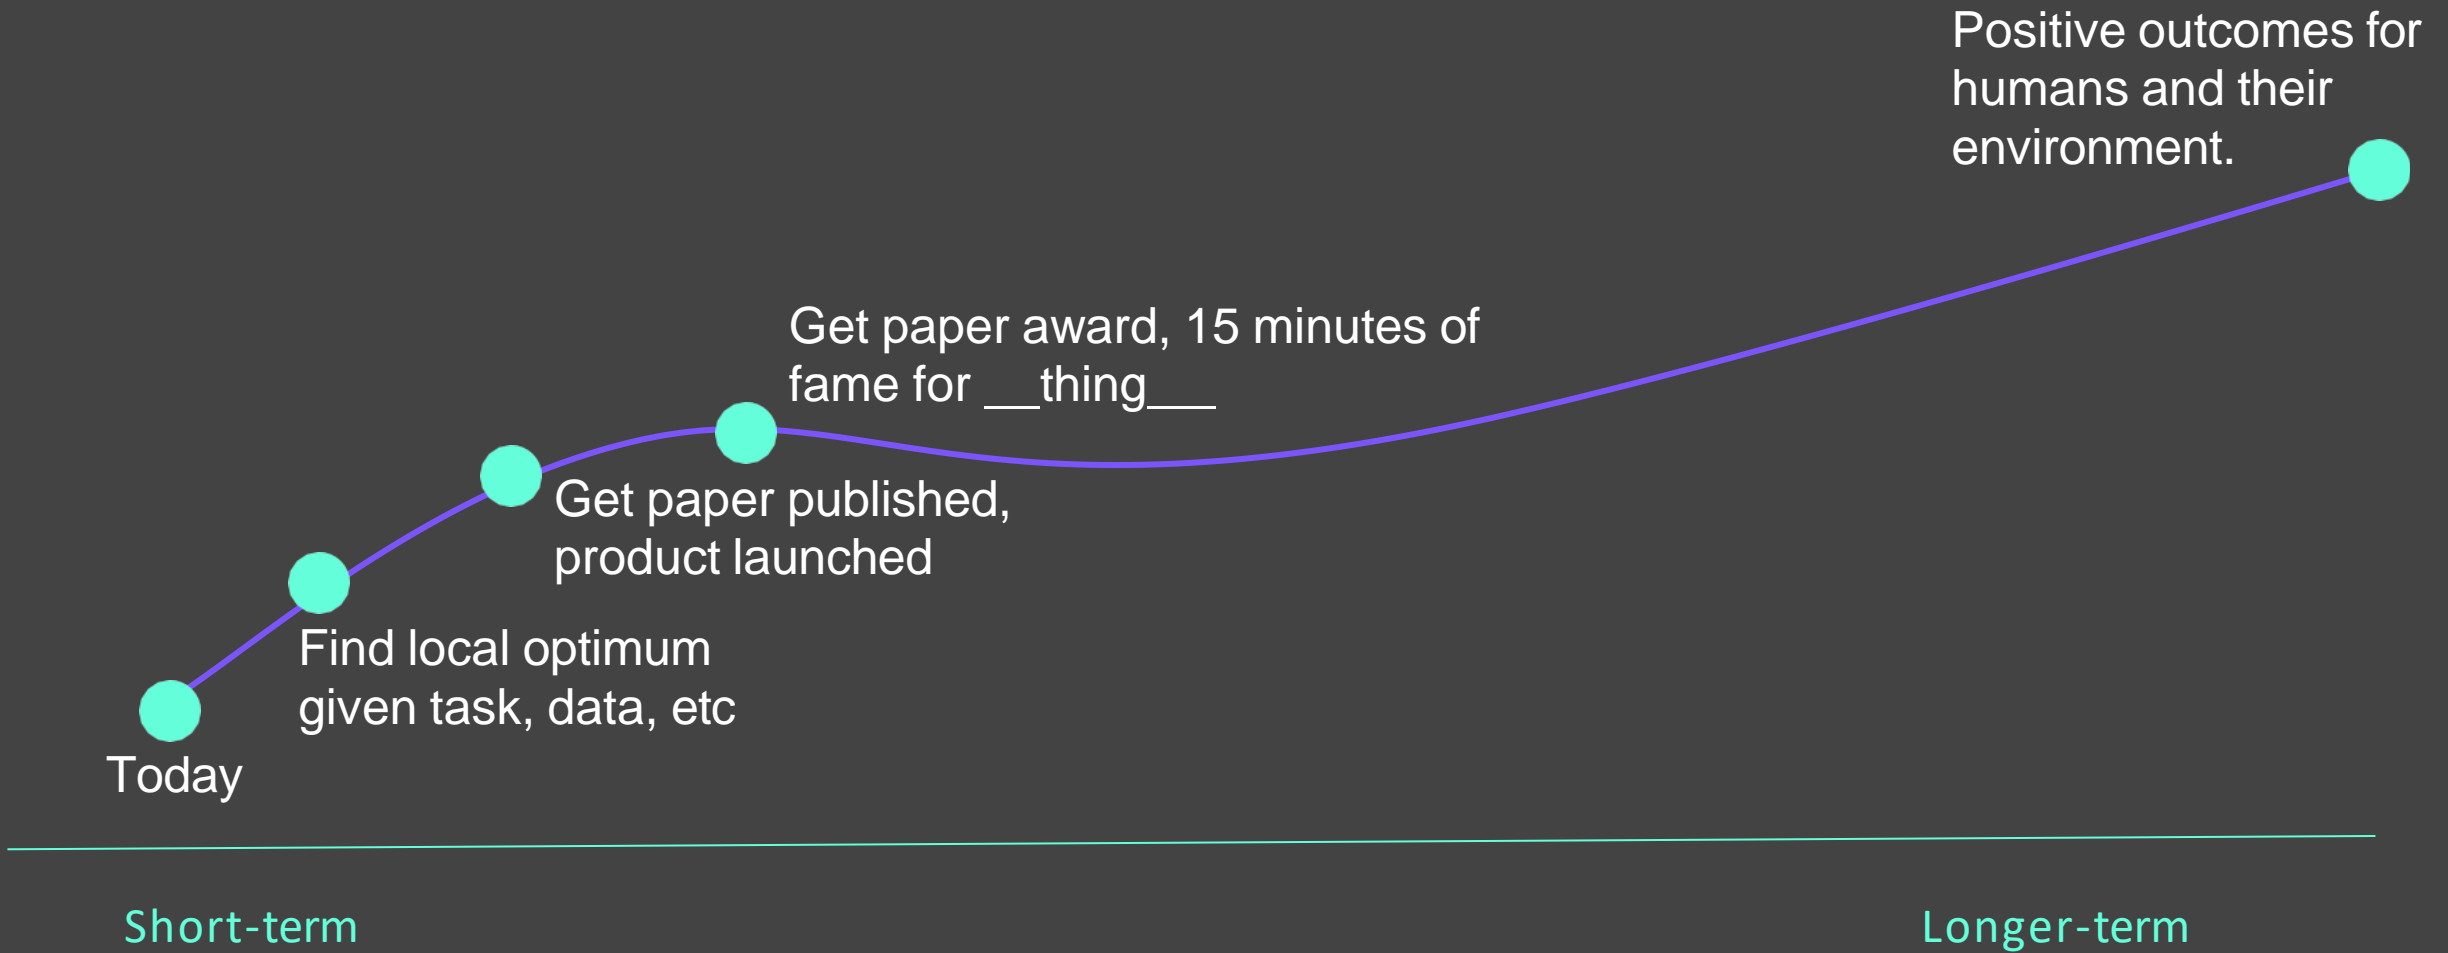 Positive outcomes for
humans and their
environment.
Get paper award, 15 minutes of
fame for __thing___
Get paper published,
product launched
Find local optimum
given task, data, etc
Today
Short-term
Longer-term